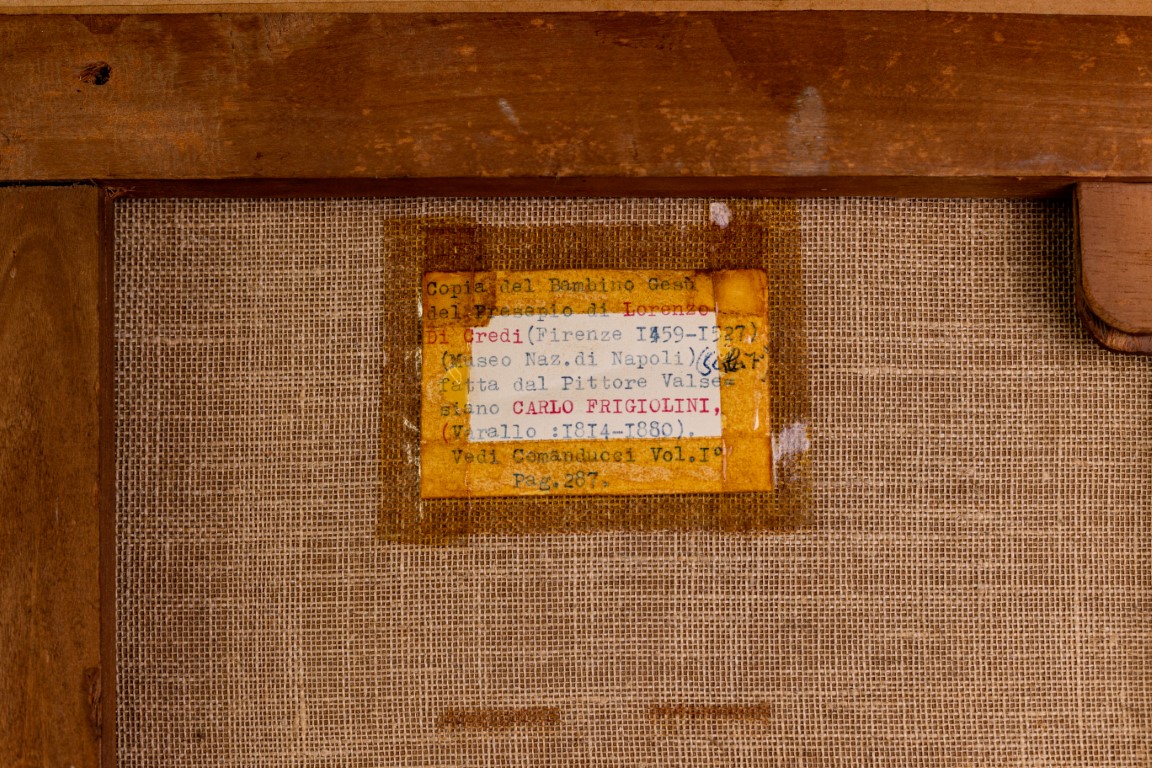 Copia del Bambino Gesù
del Presepio di Lorenzo
Di Credi(Firenze I459-I527)
(Museo Naz.di Napoli)
fatta dal Pittore Valse=
siano CARLO FRIGIOLINI,
(Varallo :I8I4-I880).
Vedi Comanducci Vol.I°
Pag.287.